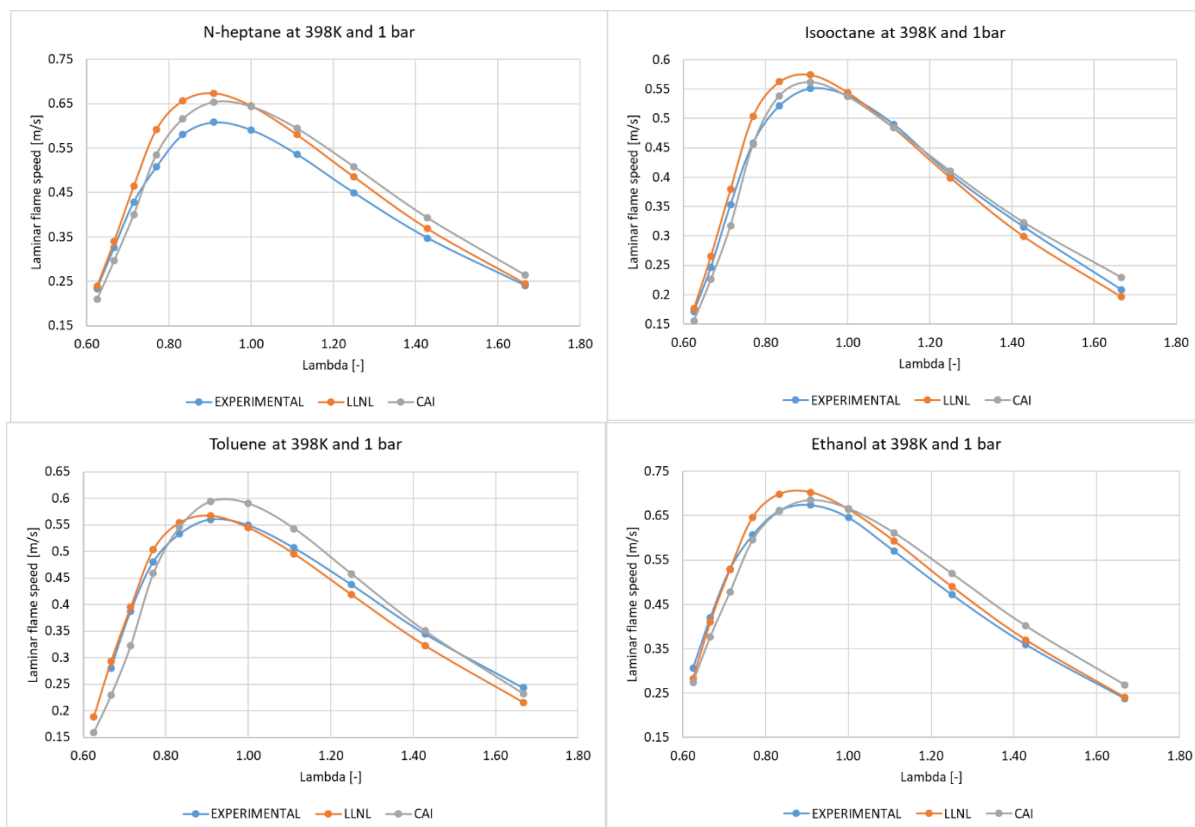 N-heptane at 398K and 1 bar
0.75
0.65
0.55
0.45
0.35
0.25
0.15
Laminar flame speed [m/s]
0.60 0.80 1.00 1.20 1.40 1.60 1.80
Lambda [-]
EXPERIMENTAL LLNL CAI
Isooctane at 398K and 1bar
0.6
0.55
0.5
0.45
0.4
0.35
0.3
0.25
0.2
0.15
Laminar flame speed [m/s]
0.60 0.80 1.00 1.20 1.40 1.60 1.80
Lambda [-]
EXPERIMENTAL LLNL CAI
Toluene at 398K and 1 bar
0.65
0.6
0.55
0.5
0.45
0.4
0.35
0.3
0.25
0.2
0.15
Laminar flame speed [m/s]
0.60 0.80 1.00 1.20 1.40 1.60 1.80
Lambda [-]
EXPERIMENTAL LLNL CAI
Ethanol at 398K and 1 bar
0.75
0.65
0.55
0.45
0.35
0.25
0.15
Laminar flame speed [m/s]
0.60 0.80 1.00 1.20 1.40 1.60 1.80
Lambda [-]
EXPERIMENTAL LLNL CAI